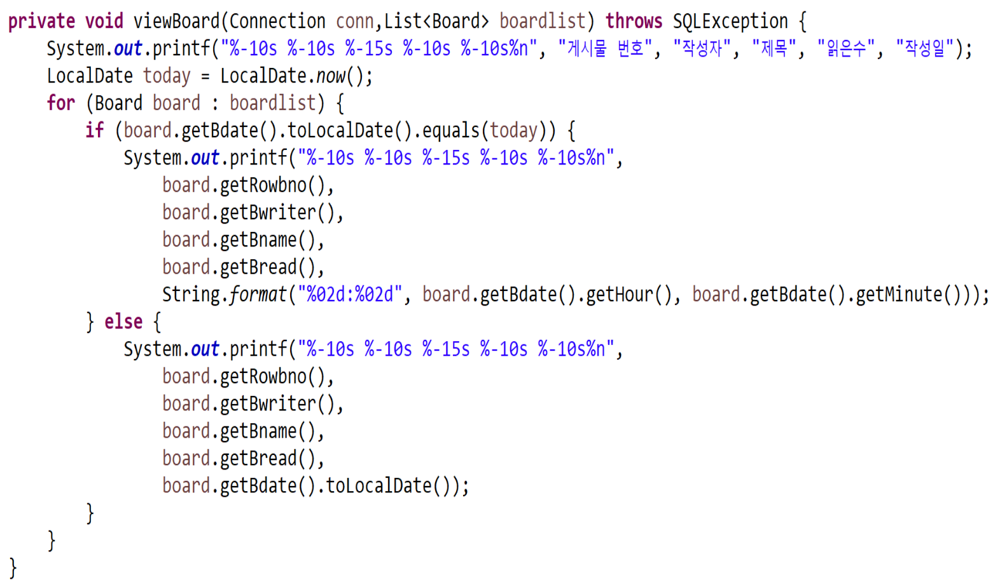 private void viewBoard(Connection conn,List<Board> boardlist) throws SQLException {
    System.out.printf("%-10s %-10s %-15s %-10s %-10s%n", "게시물 번호", "작성자", "제목", "읽은수", "작성일");
    LocalDate today = LocalDate.now();
    for (Board board : boardlist) {
        if (board.getBdate().toLocalDate().equals(today)) {
            System.out.printf("%-10s %-10s %-15s %-10s %-10s%n",
                board.getRowbno(),
                board.getBwriter(),
                board.getBname(),
                board.getBread(),
                String.format("%02d:%02d", board.getBdate().getHour(), board.getBdate().getMinute()));
        } else {
            System.out.printf("%-10s %-10s %-15s %-10s %-10s%n",
                board.getRowbno(),
                board.getBwriter(),
                board.getBname(),
                board.getBread(),
                board.getBdate().toLocalDate());
        }
    }
}